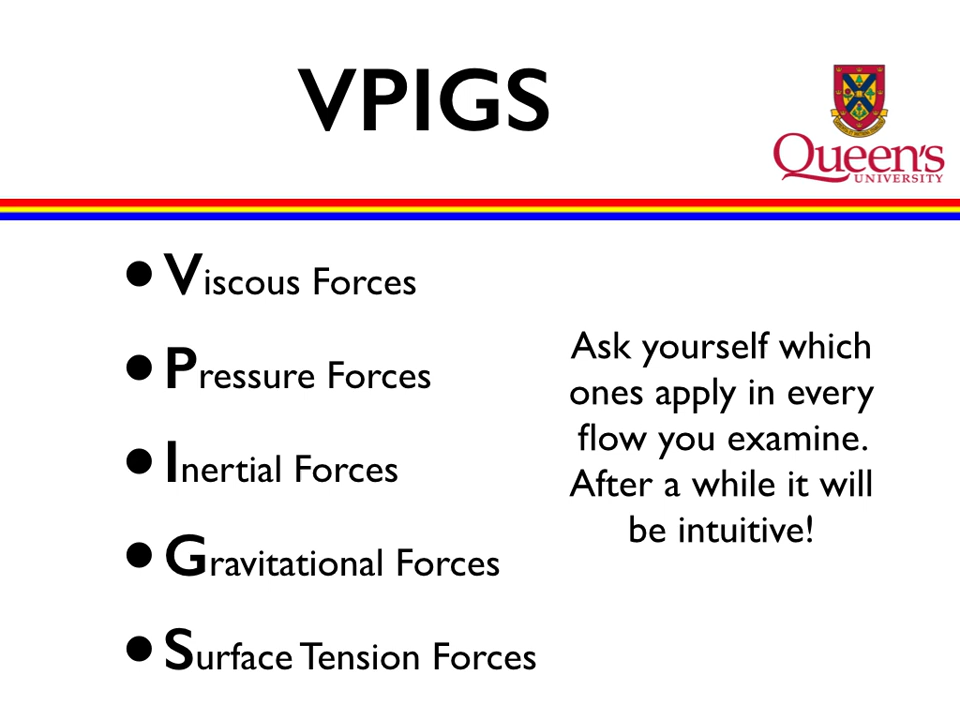 VPIGS
Queen's
UNIVERSITY
• Viscous Forces
• Pressure Forces
• Inertial Forces
• Gravitational Forces
• Surface Tension Forces
Ask yourself which
ones apply in every
flow you examine.
After a while it will
be intuitive!